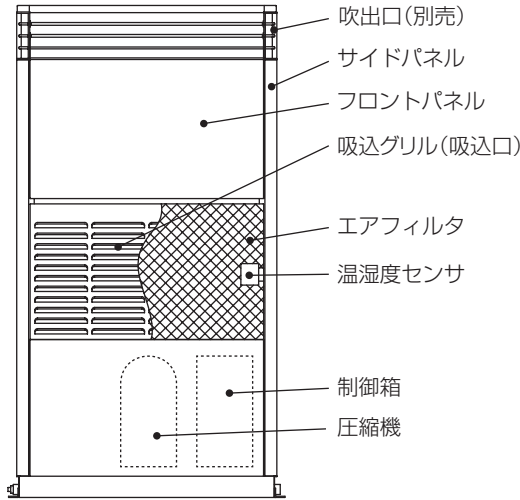 吹出口(別売)
サイドパネル
フロントパネル
吸込グリル(吸込口)
エアフィルタ
温湿度センサ
制御箱
圧縮機